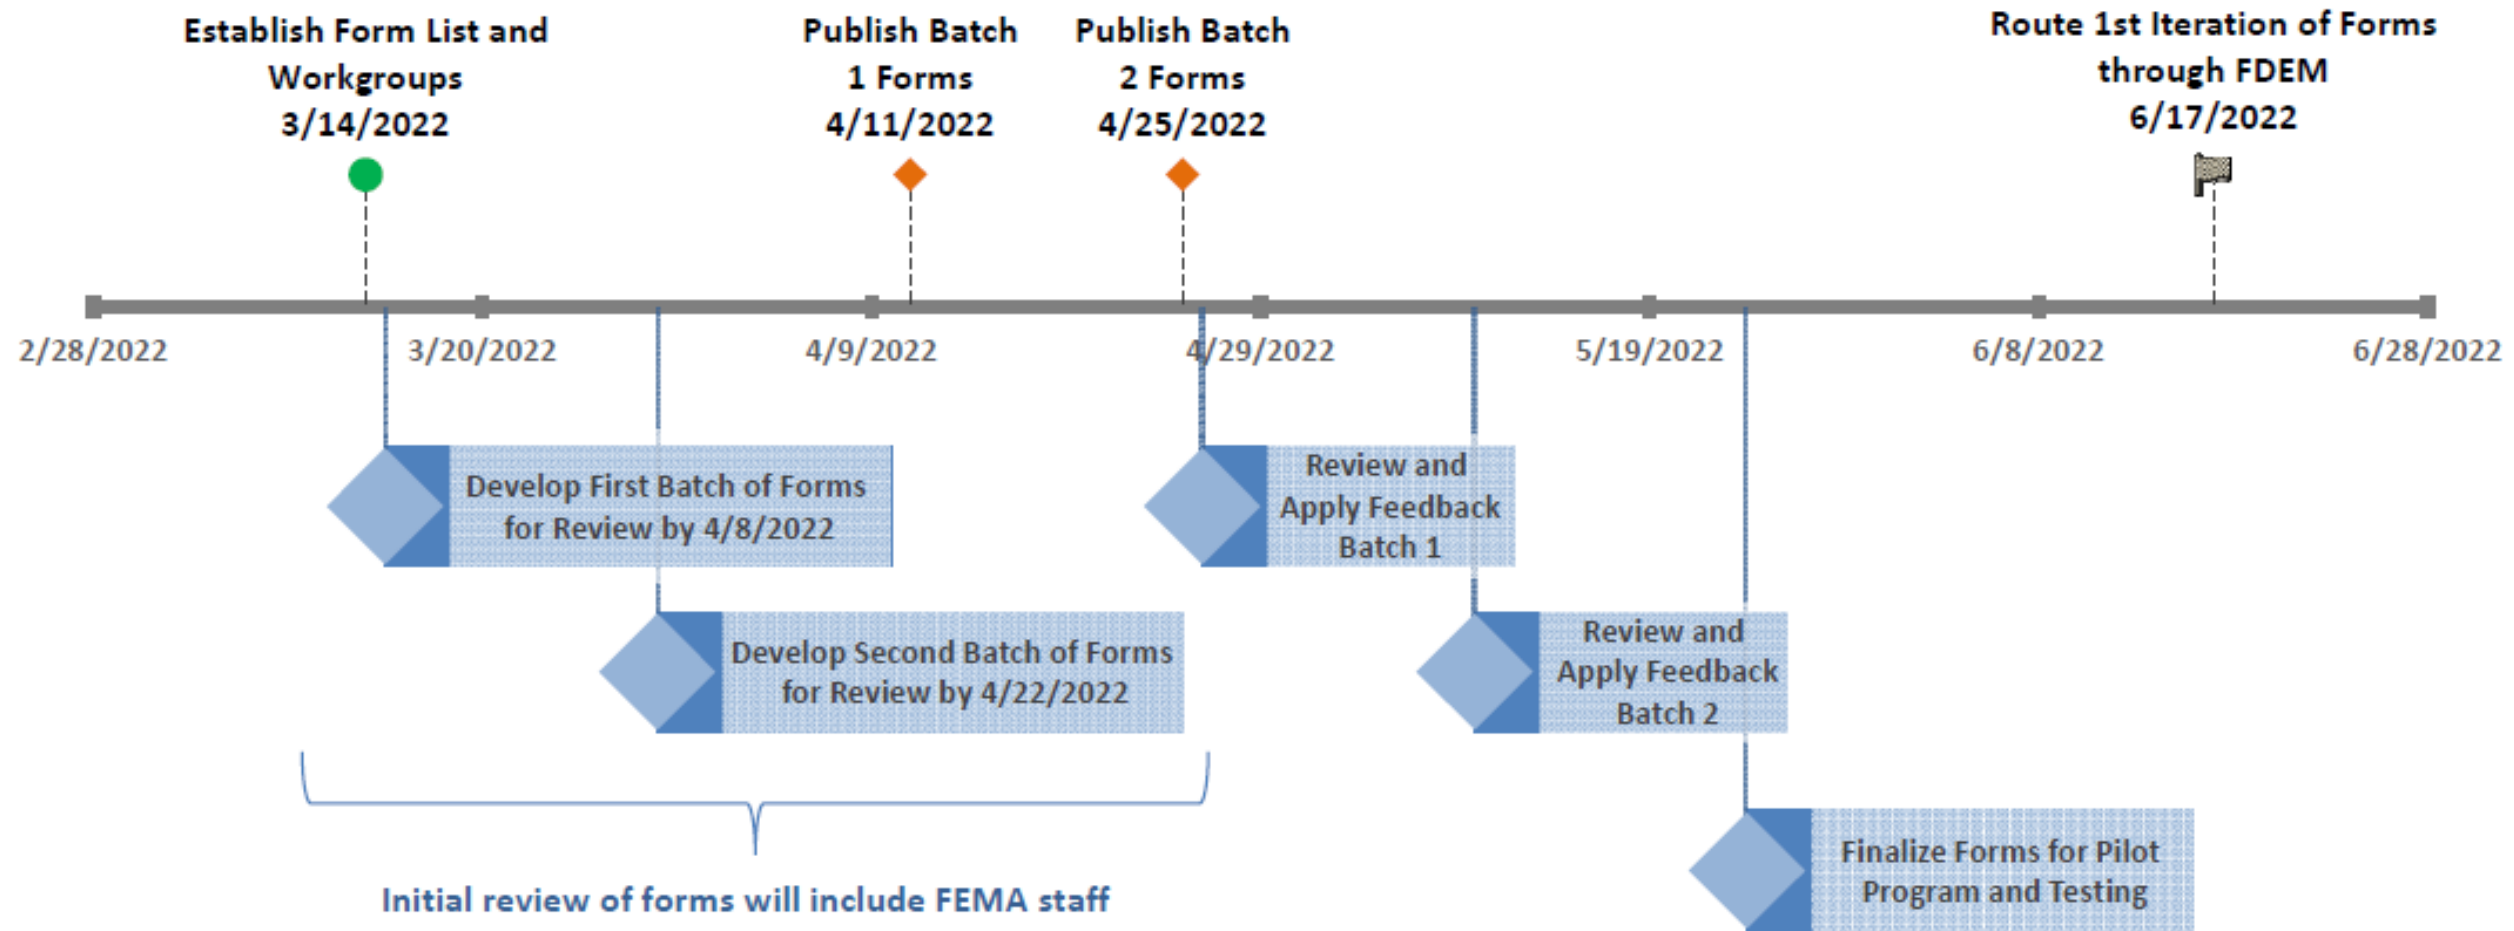 Establish Form List and
Workgroups
3/14/2022
Publish Batch
1 Forms
4/11/2022
Publish Batch
2 Forms
4/25/2022
Route 1st Iteration of Forms
through FDEM
6/17/2022
2/28/2022
3/20/2022
4/9/2022
4/29/2022
5/19/2022
6/8/2022
6/28/2022
Develop First Batch of Forms
for Review by 4/8/2022
Review and
Apply Feedback
Batch 1
Develop Second Batch of Forms
for Review by 4/22/2022
Review and
Apply Feedback
Batch 2
Finalize Forms for Pilot
Program and Testing
Initial review of forms will include FEMA staff